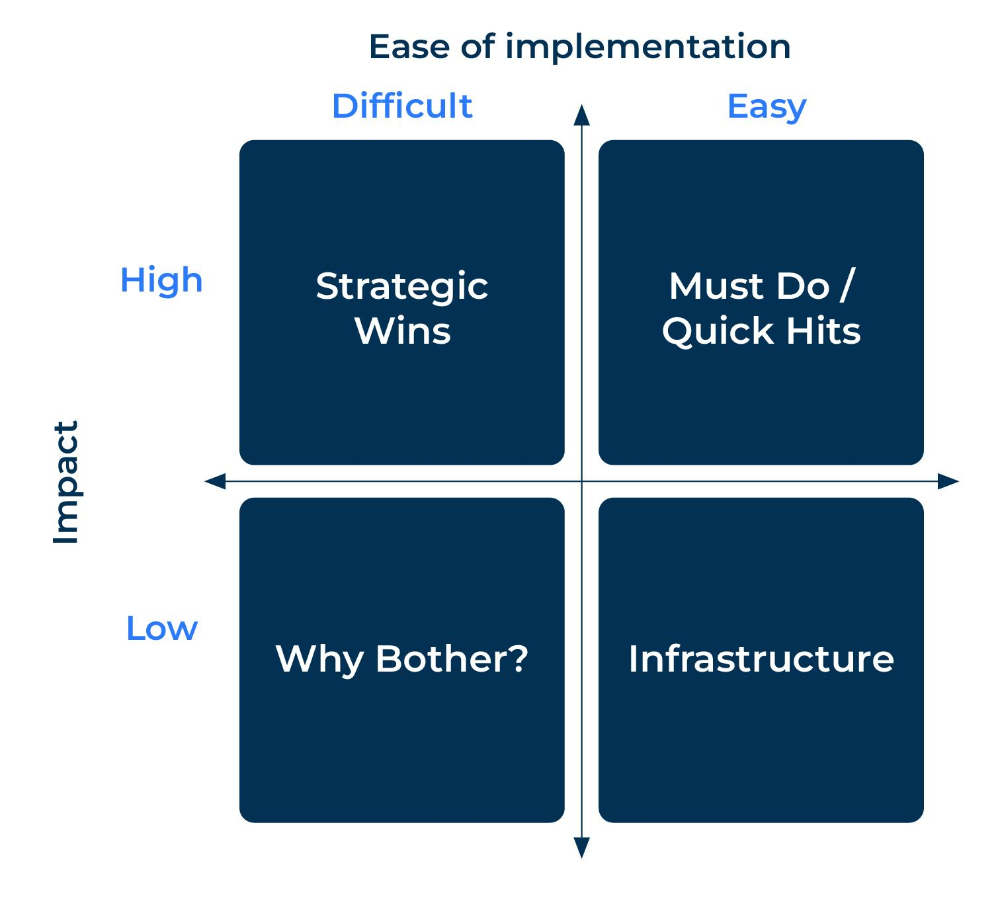 Ease of implementation
Difficult
Easy
High
Strategic
Wins
Must Do /
Quick Hits
Impact
Low
Why Bother?
Infrastructure